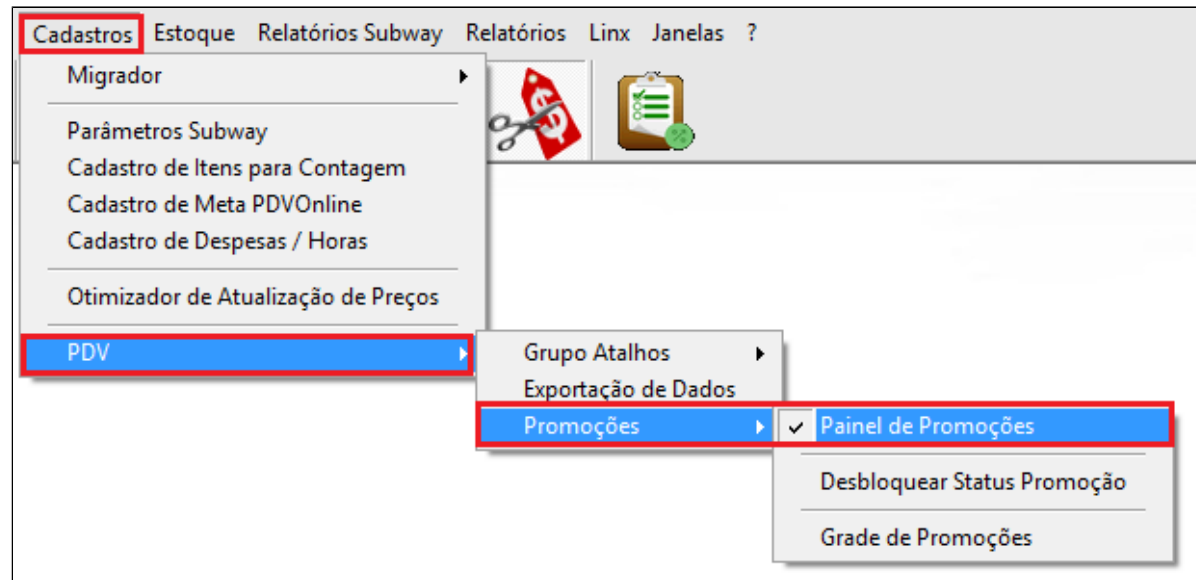 Cadastros Estoque Relatórios Subway Relatórios Linx Janelas ?
Migrador
Parâmetros Subway
Cadastro de Itens para Contagem
Cadastro de Meta PDVOnline
Cadastro de Despesas / Horas
Otimizador de Atualização de Preços
PDV
Grupo Atalhos
Exportação de Dados
Promoções
Painel de Promoções
Desbloquear Status Promoção
Grade de Promoções